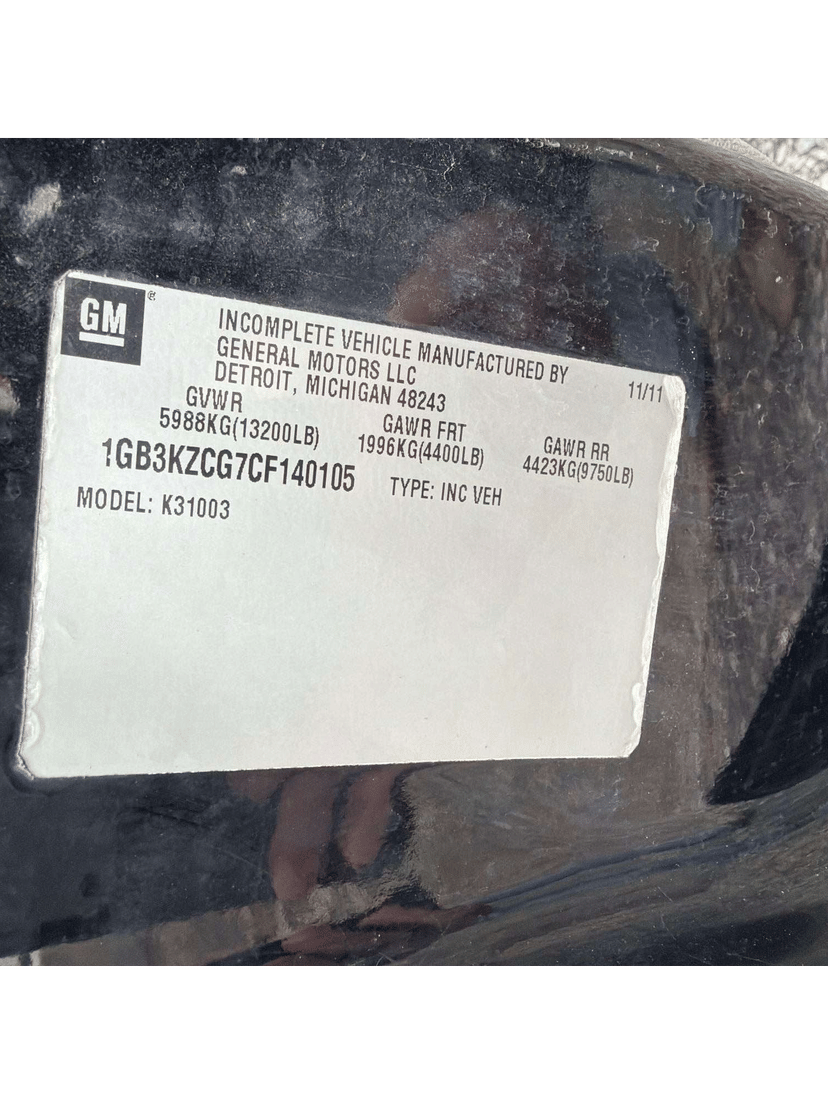 GM ®
INCOMPLETE VEHICLE MANUFACTURED BY
GENERAL MOTORS LLC
DETROIT, MICHIGAN 48243
11/11
GVWR
5988KG(13200LB)
GAWR FRT
1996KG(4400LB)
GAWR RR
4423KG(9750LB)
1GB3KZCG7CF140105
TYPE: INC VEH
MODEL: K31003